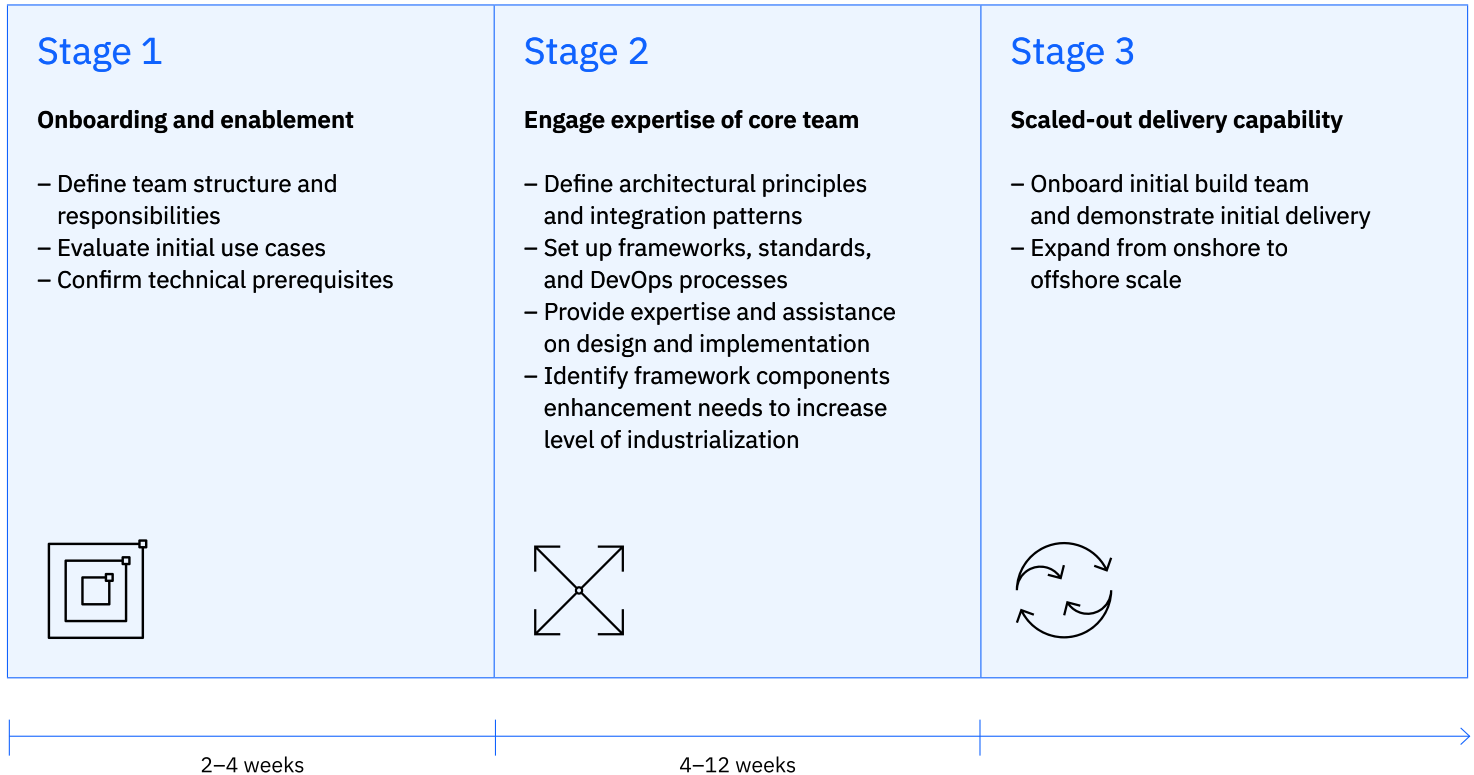 Stage 1
Onboarding and enablement
– Define team structure and
responsibilities
– Evaluate initial use cases
– Confirm technical prerequisites
Stage 2
Engage expertise of core team
– Define architectural principles
and integration patterns
– Set up frameworks, standards,
and DevOps processes
– Provide expertise and assistance
on design and implementation
– Identify framework components
enhancement needs to increase
level of industrialization
Stage 3
Scaled-out delivery capability
– Onboard initial build team
and demonstrate initial delivery
– Expand from onshore to
offshore scale
2–4 weeks
4–12 weeks